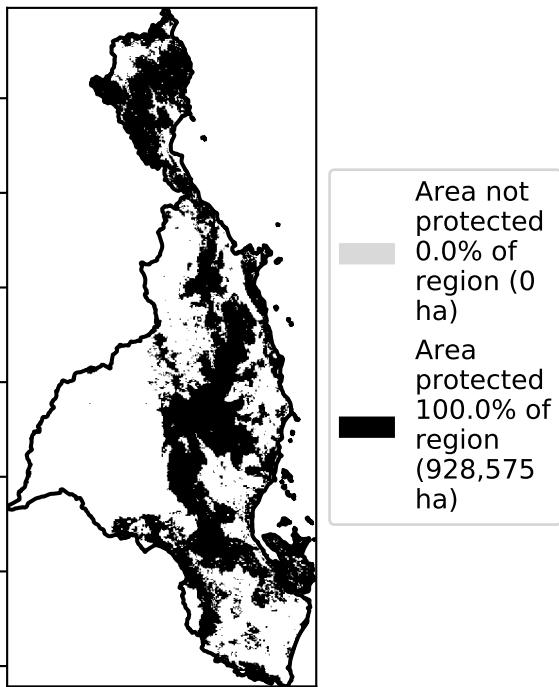 Area not
protected
0.0% of
region (0
ha)
Area
protected
100.0% of
region
(928,575
ha)